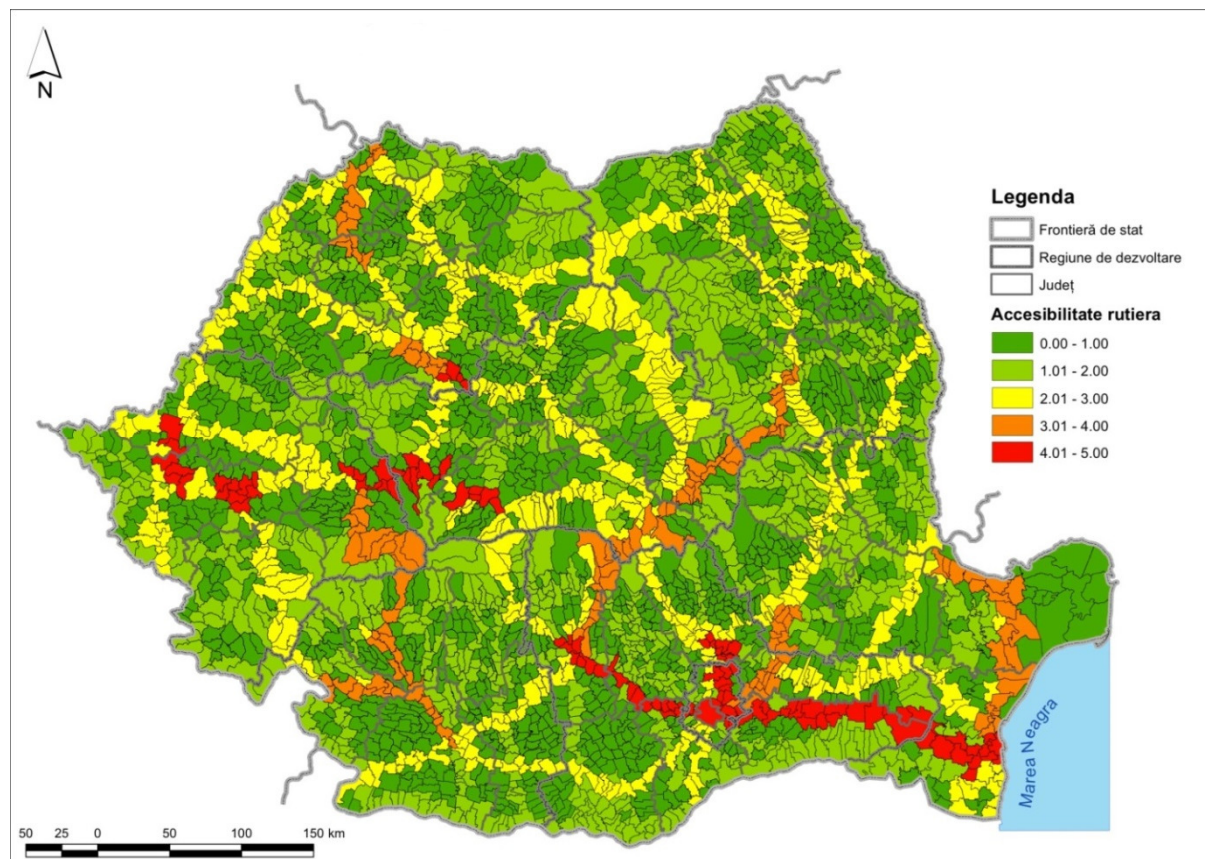 N
Legenda
Frontieră de stat
Regiune de dezvoltare
Județ
Accesibilitate rutiera
0.00 - 1.00
1.01 - 2.00
2.01 - 3.00
3.01 - 4.00
4.01 - 5.00
Marea Neagra
50 25 0 50 100 150 km